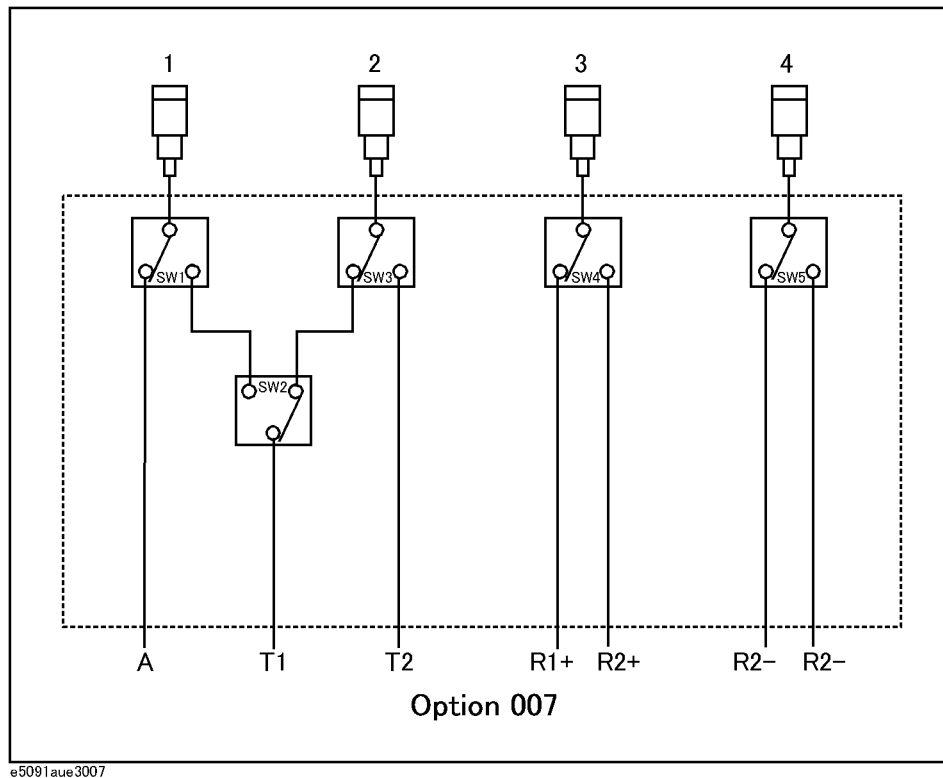 1 2 3 4
SW1 SW3 SW4 SW5
SW2
A T1 T2 R1+ R2+ R2− R2−
Option 007
e5091aue3007